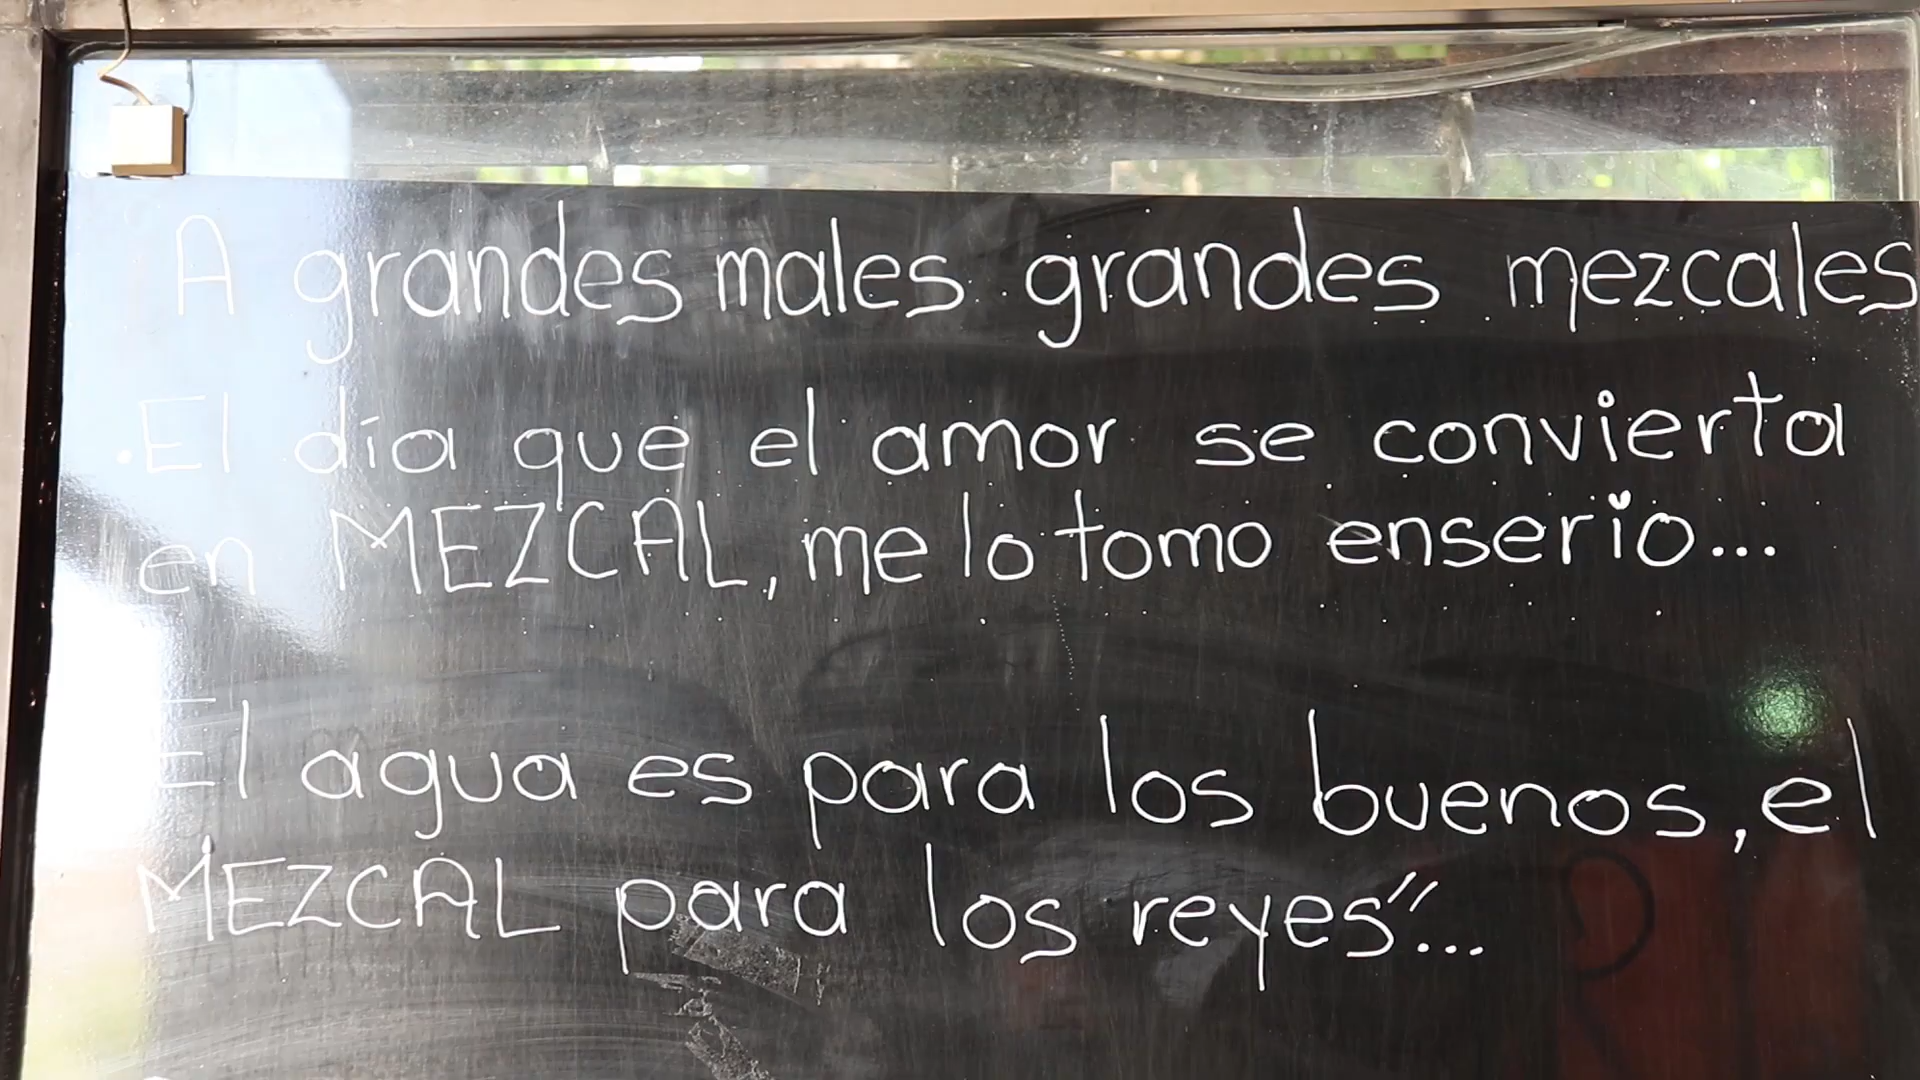 A grandes males grandes mezcales
El día que el amor se convierta
en MEZCAL, me lo tomo enserio...
El agua es para los buenos, el
MEZCAL para los reyes"...